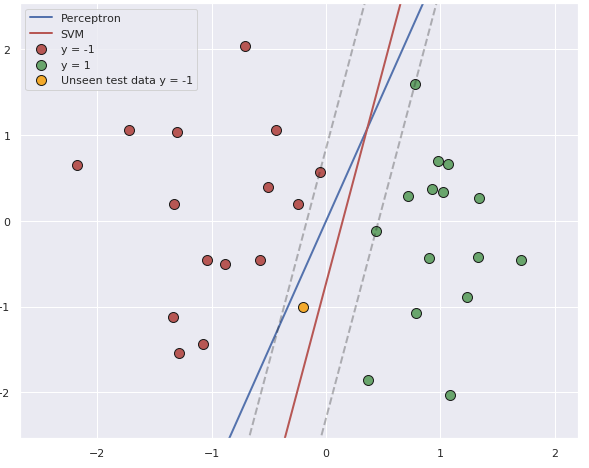 Perceptron
SVM
y = -1
y = 1
Unseen test data y = -1
2
1
0
−1
−2
−2
−1
0
1
2